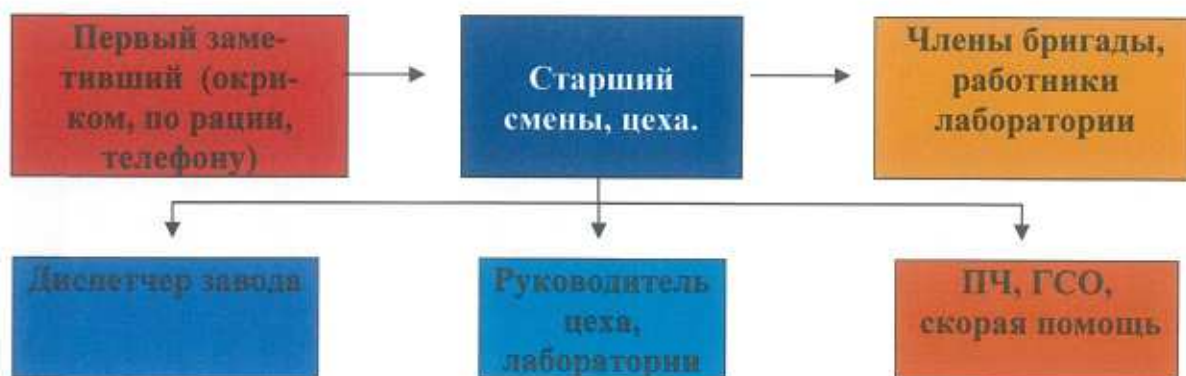 Первый заме-
тивший (окри-
ком, по рации,
телефону)
Старший
смены, цеха.
Члены бригады,
работники
лаборатории
Диспетчер завода
Руководитель
цеха,
лаборатории
ПЧ, ГСО,
скорая помощь